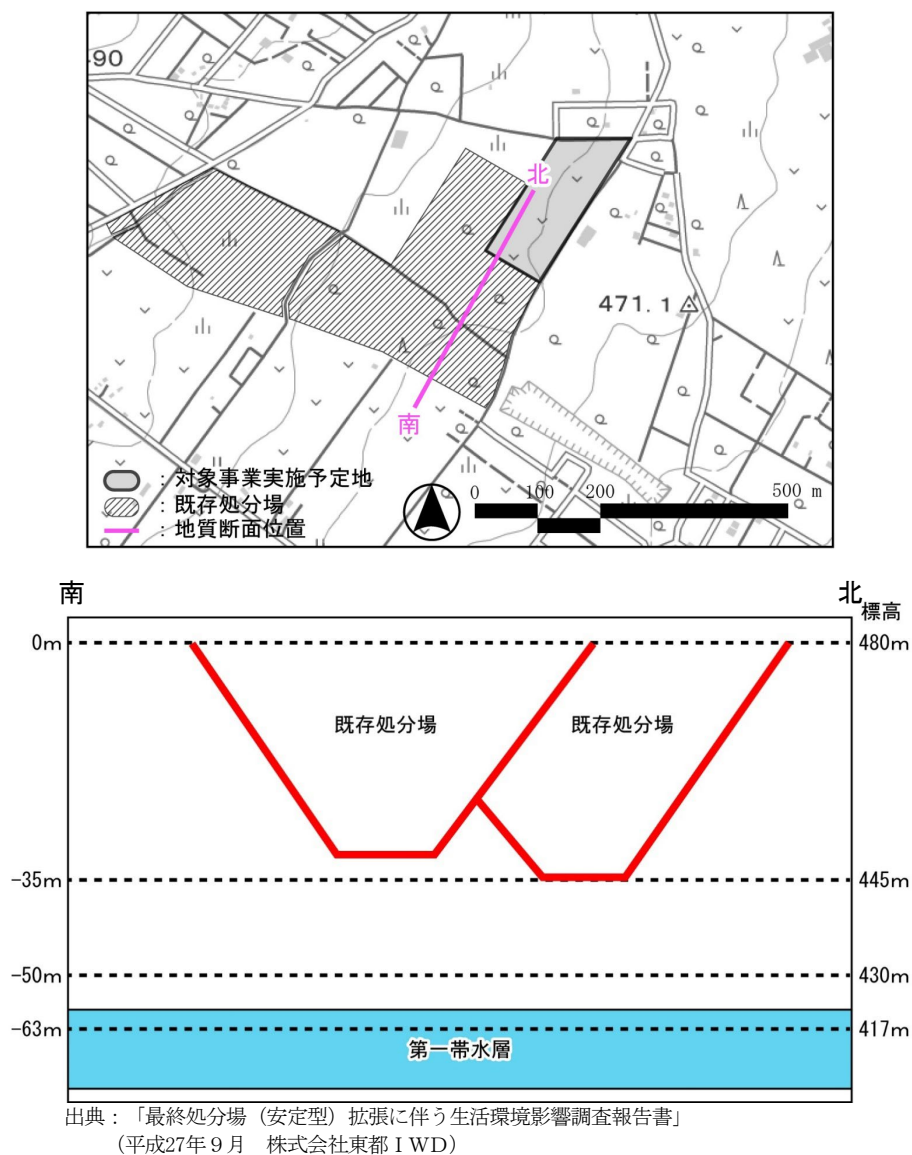 -90
北
471.1
南
：対象事業実施予定地
：既存処分場
：地質断面位置
0 100 200 500 m
南 北
標高
0m 480m
既存処分場 既存処分場
-35m 445m
-50m 430m
-63m 417m
第一帯水層
出典：「最終処分場（安定型）拡張に伴う生活環境影響調査報告書」
（平成27年９月　株式会社東都ＩＷＤ）